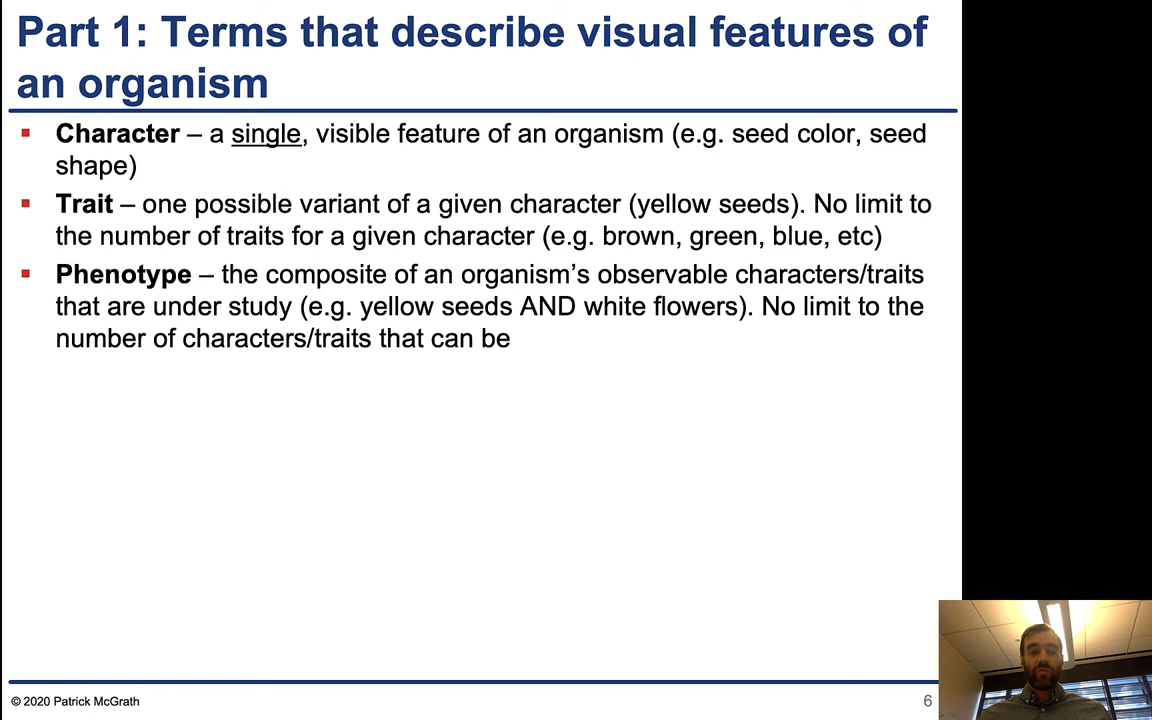 Part 1: Terms that describe visual features of
an organism
▪ Character – a single, visible feature of an organism (e.g. seed color, seed
shape)
▪ Trait – one possible variant of a given character (yellow seeds). No limit to
the number of traits for a given character (e.g. brown, green, blue, etc)
▪ Phenotype – the composite of an organism’s observable characters/traits
that are under study (e.g. yellow seeds AND white flowers). No limit to the
number of characters/traits that can be
© 2020 Patrick McGrath
6